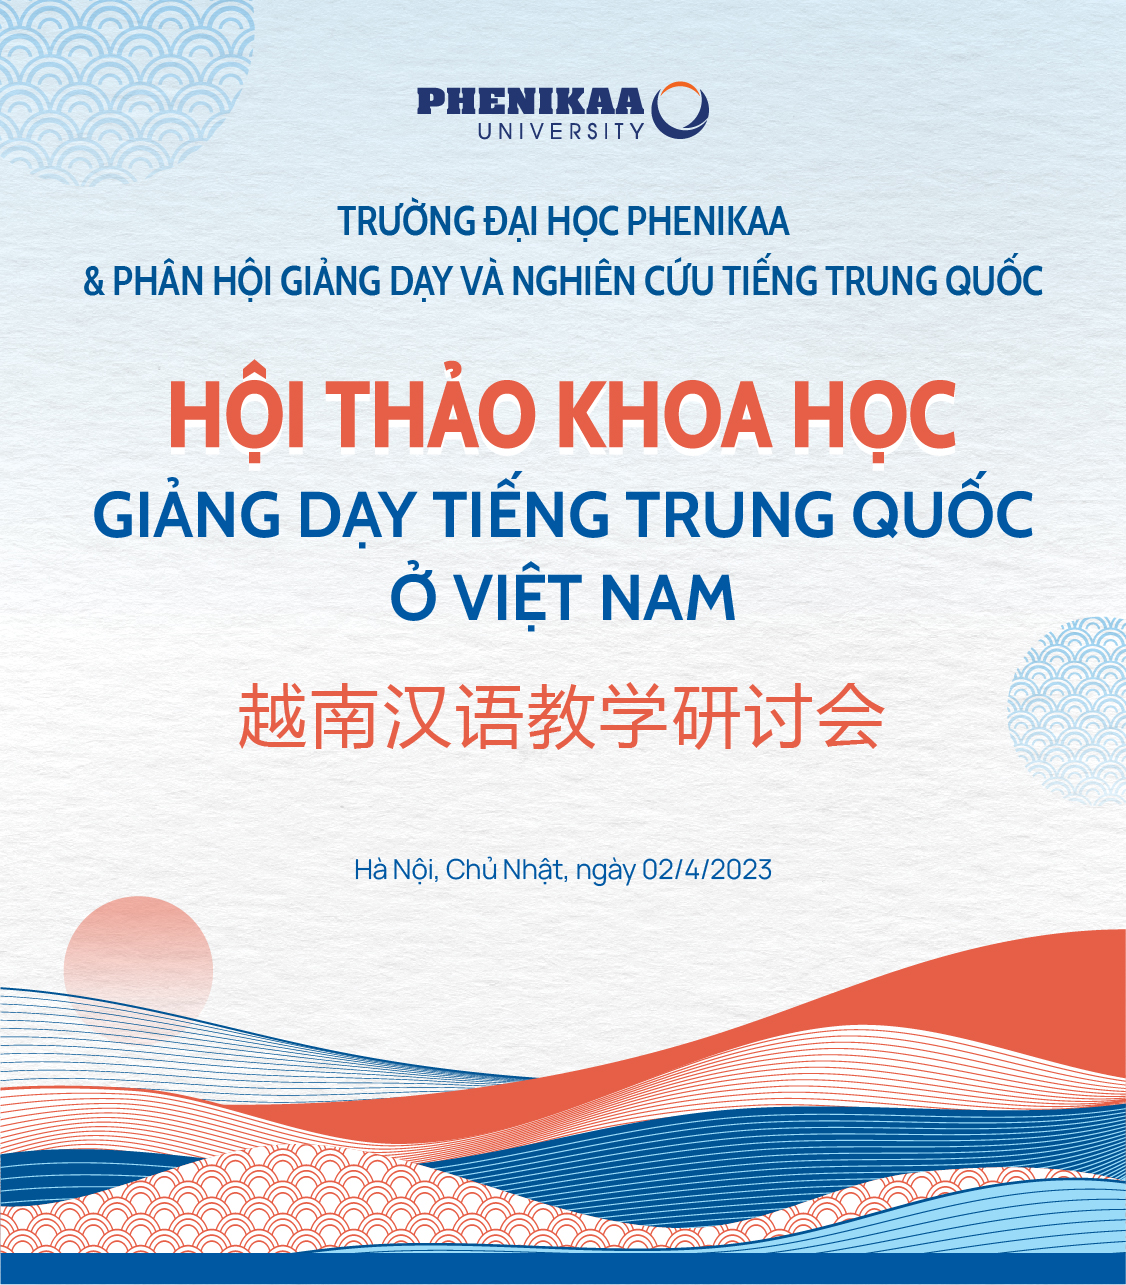 PHENIKAA
UNIVERSITY
TRƯỜNG ĐẠI HỌC PHENIKAA
& PHÂN HỘI GIẢNG DẠY VÀ NGHIÊN CỨU TIẾNG TRUNG QUỐC
HỘI THẢO KHOA HỌC
GIẢNG DẠY TIẾNG TRUNG QUỐC
Ở VIỆT NAM
越南汉语教学研讨会
Hà Nội, Chủ Nhật, ngày 02/4/2023